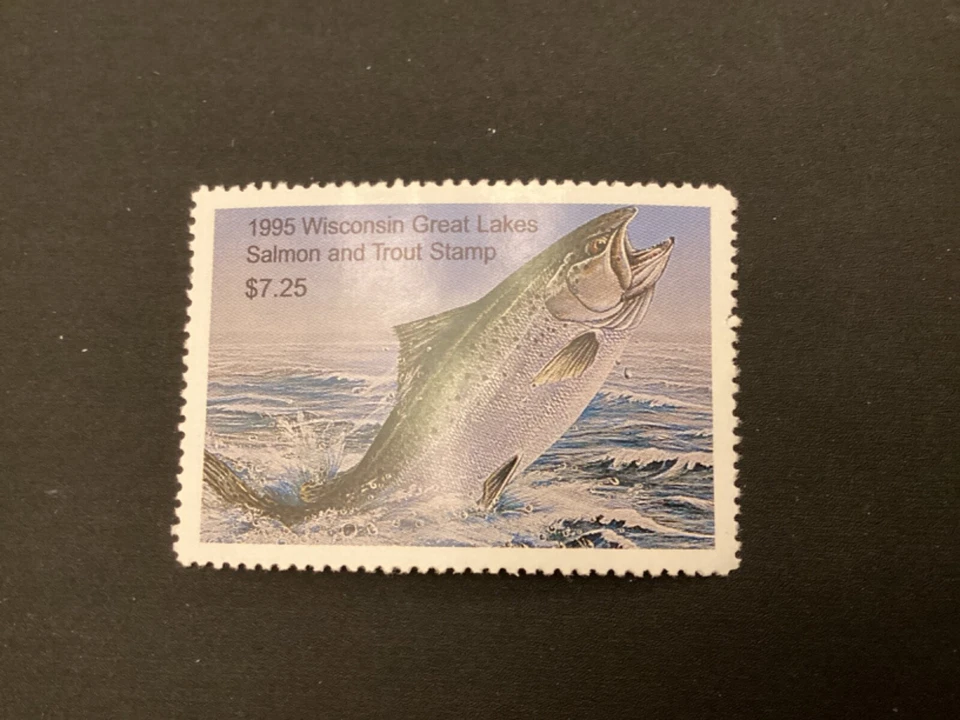 1995 Wisconsin Great Lakes
Salmon and Trout Stamp
$7.25